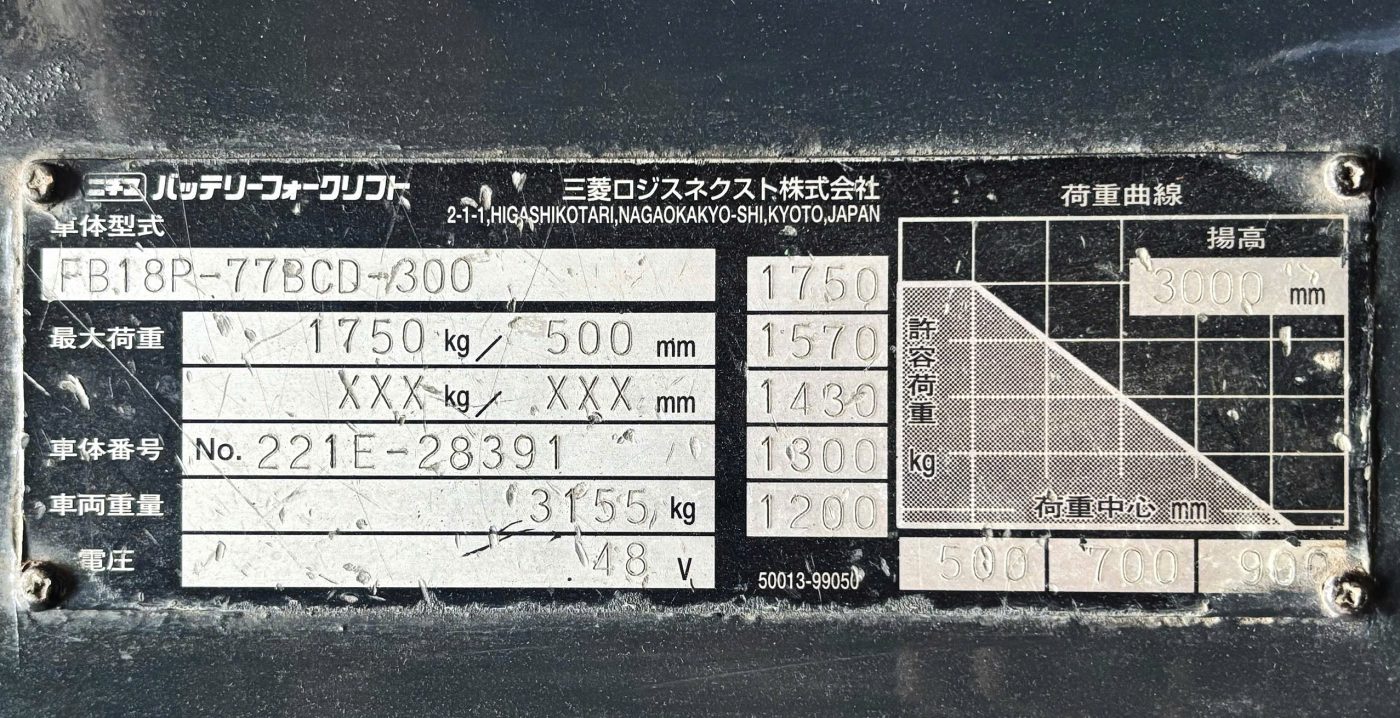 ニチユ バッテリーフォークリフト
三菱ロジスネクスト株式会社
2-1-1,HIGASHIKOTARI,NAGAOKAKYO-SHI,KYOTO,JAPAN
車体型式
FB18P-77BCD-300
最大荷重 1750 kg / 500 mm
XXX kg / XXX mm
車体番号 No. 221E-28391
車両重量 3155 kg
電圧 48 V
1750
1570
1430
1300
1200
50013-99050
荷重曲線
揚高
3000 mm
許容荷重 kg
荷重中心 mm
500 700 900